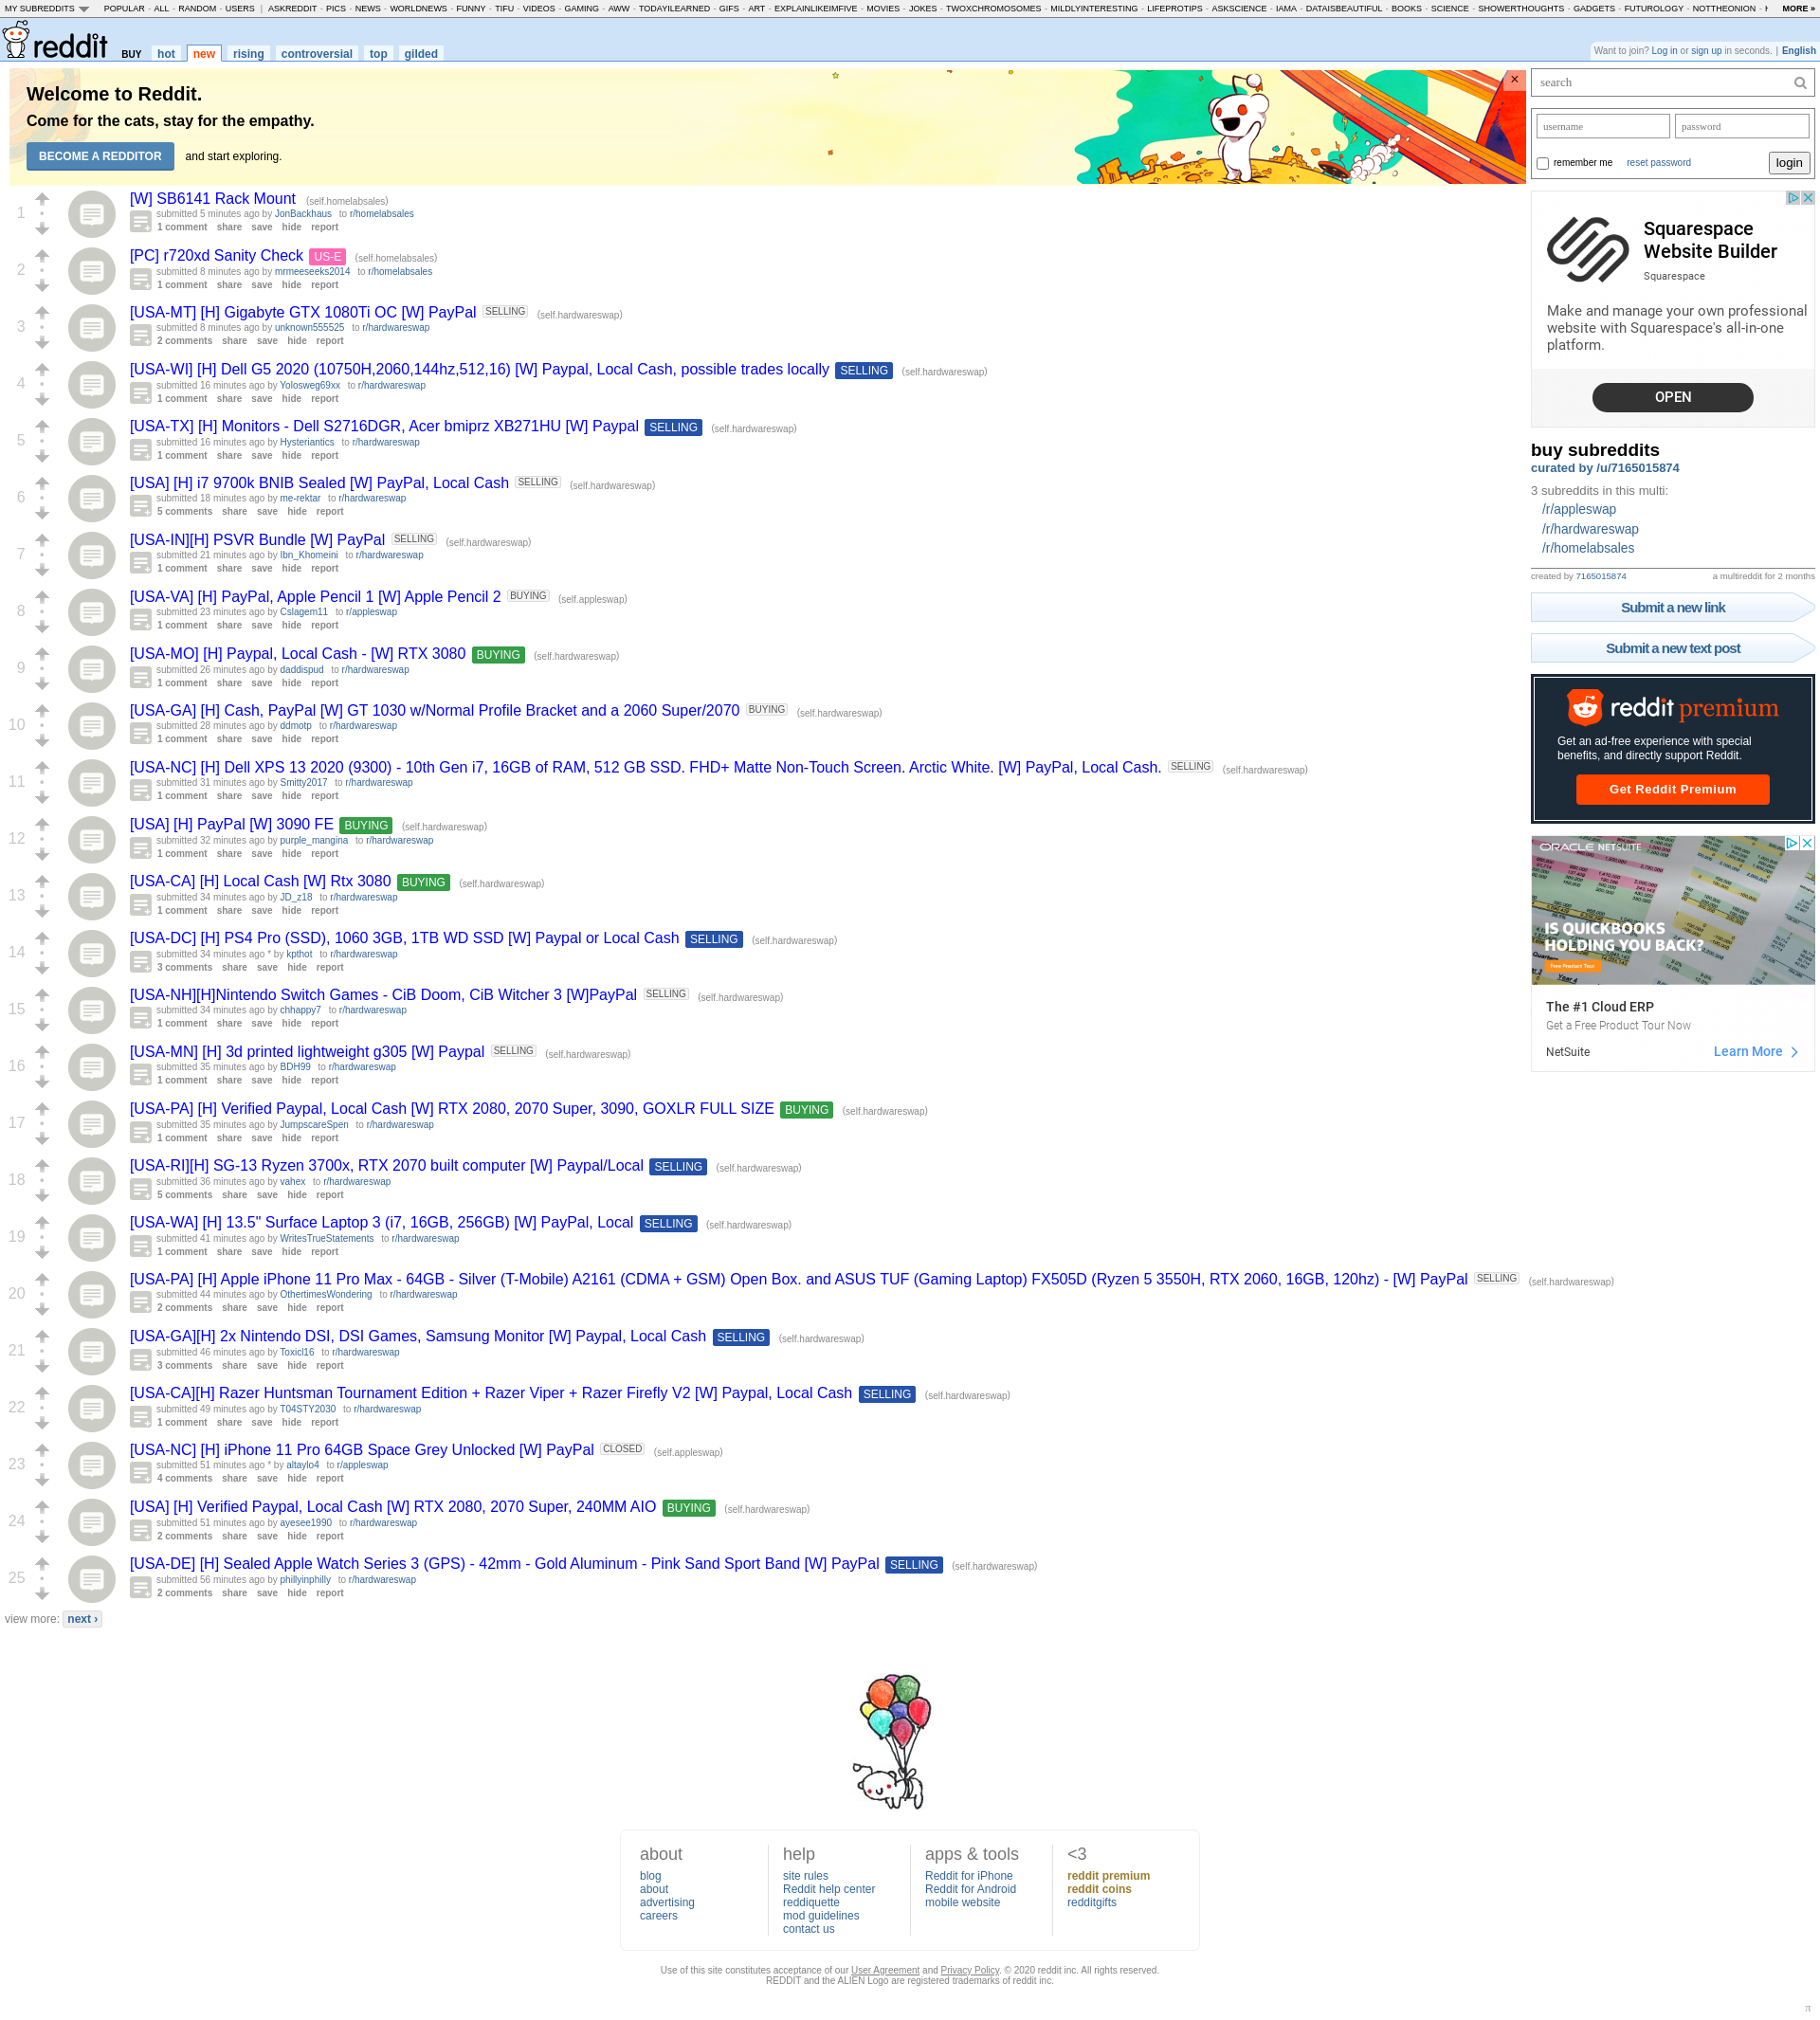 MY SUBREDDITS POPULAR - ALL - RANDOM - USERS | ASKREDDIT - PICS - NEWS - WORLDNEWS - FUNNY - TIFU - VIDEOS - GAMING - AWW - TODAYILEARNED - GIFS - ART - EXPLAINLIKEIMFIVE - MOVIES - JOKES - TWOXCHROMOSOMES - MILDLYINTERESTING - LIFEPROTIPS - ASKSCIENCE - IAMA - DATAISBEAUTIFUL - BOOKS - SCIENCE - SHOWERTHOUGHTS - GADGETS - FUTUROLOGY - NOTTHEONION - MORE »
reddit BUY hot new rising controversial top gilded
Want to join? Log in or sign up in seconds. | English
Welcome to Reddit.
Come for the cats, stay for the empathy.
BECOME A REDDITOR and start exploring.
×
1
[W] SB6141 Rack Mount (self.homelabsales)
submitted 5 minutes ago by JonBackhaus to r/homelabsales
1 comment share save hide report
2
[PC] r720xd Sanity Check US-E (self.homelabsales)
submitted 8 minutes ago by mrmeeseeks2014 to r/homelabsales
1 comment share save hide report
3
[USA-MT] [H] Gigabyte GTX 1080Ti OC [W] PayPal SELLING (self.hardwareswap)
submitted 8 minutes ago by unknown555525 to r/hardwareswap
2 comments share save hide report
4
[USA-WI] [H] Dell G5 2020 (10750H,2060,144hz,512,16) [W] Paypal, Local Cash, possible trades locally SELLING (self.hardwareswap)
submitted 16 minutes ago by Yolosweg69xx to r/hardwareswap
1 comment share save hide report
5
[USA-TX] [H] Monitors - Dell S2716DGR, Acer bmiprz XB271HU [W] Paypal SELLING (self.hardwareswap)
submitted 16 minutes ago by Hysteriantics to r/hardwareswap
1 comment share save hide report
6
[USA] [H] i7 9700k BNIB Sealed [W] PayPal, Local Cash SELLING (self.hardwareswap)
submitted 18 minutes ago by me-rektar to r/hardwareswap
5 comments share save hide report
7
[USA-IN][H] PSVR Bundle [W] PayPal SELLING (self.hardwareswap)
submitted 21 minutes ago by Ibn_Khomeini to r/hardwareswap
1 comment share save hide report
8
[USA-VA] [H] PayPal, Apple Pencil 1 [W] Apple Pencil 2 BUYING (self.appleswap)
submitted 23 minutes ago by Cslagem11 to r/appleswap
1 comment share save hide report
9
[USA-MO] [H] Paypal, Local Cash - [W] RTX 3080 BUYING (self.hardwareswap)
submitted 26 minutes ago by daddispud to r/hardwareswap
1 comment share save hide report
10
[USA-GA] [H] Cash, PayPal [W] GT 1030 w/Normal Profile Bracket and a 2060 Super/2070 BUYING (self.hardwareswap)
submitted 28 minutes ago by ddmotp to r/hardwareswap
1 comment share save hide report
11
[USA-NC] [H] Dell XPS 13 2020 (9300) - 10th Gen i7, 16GB of RAM, 512 GB SSD. FHD+ Matte Non-Touch Screen. Arctic White. [W] PayPal, Local Cash. SELLING (self.hardwareswap)
submitted 31 minutes ago by Smitty2017 to r/hardwareswap
1 comment share save hide report
12
[USA] [H] PayPal [W] 3090 FE BUYING (self.hardwareswap)
submitted 32 minutes ago by purple_mangina to r/hardwareswap
1 comment share save hide report
13
[USA-CA] [H] Local Cash [W] Rtx 3080 BUYING (self.hardwareswap)
submitted 34 minutes ago by JD_z18 to r/hardwareswap
1 comment share save hide report
14
[USA-DC] [H] PS4 Pro (SSD), 1060 3GB, 1TB WD SSD [W] Paypal or Local Cash SELLING (self.hardwareswap)
submitted 34 minutes ago * by kpthot to r/hardwareswap
3 comments share save hide report
15
[USA-NH][H]Nintendo Switch Games - CiB Doom, CiB Witcher 3 [W]PayPal SELLING (self.hardwareswap)
submitted 34 minutes ago by chhappy7 to r/hardwareswap
1 comment share save hide report
16
[USA-MN] [H] 3d printed lightweight g305 [W] Paypal SELLING (self.hardwareswap)
submitted 35 minutes ago by BDH99 to r/hardwareswap
1 comment share save hide report
17
[USA-PA] [H] Verified Paypal, Local Cash [W] RTX 2080, 2070 Super, 3090, GOXLR FULL SIZE BUYING (self.hardwareswap)
submitted 35 minutes ago by JumpscareSpen to r/hardwareswap
1 comment share save hide report
18
[USA-RI][H] SG-13 Ryzen 3700x, RTX 2070 built computer [W] Paypal/Local SELLING (self.hardwareswap)
submitted 36 minutes ago by vahex to r/hardwareswap
5 comments share save hide report
19
[USA-WA] [H] 13.5" Surface Laptop 3 (i7, 16GB, 256GB) [W] PayPal, Local SELLING (self.hardwareswap)
submitted 41 minutes ago by WritesTrueStatements to r/hardwareswap
1 comment share save hide report
20
[USA-PA] [H] Apple iPhone 11 Pro Max - 64GB - Silver (T-Mobile) A2161 (CDMA + GSM) Open Box. and ASUS TUF (Gaming Laptop) FX505D (Ryzen 5 3550H, RTX 2060, 16GB, 120hz) - [W] PayPal SELLING (self.hardwareswap)
submitted 44 minutes ago by OthertimesWondering to r/hardwareswap
2 comments share save hide report
21
[USA-GA][H] 2x Nintendo DSI, DSI Games, Samsung Monitor [W] Paypal, Local Cash SELLING (self.hardwareswap)
submitted 46 minutes ago by Toxicl16 to r/hardwareswap
3 comments share save hide report
22
[USA-CA][H] Razer Huntsman Tournament Edition + Razer Viper + Razer Firefly V2 [W] Paypal, Local Cash SELLING (self.hardwareswap)
submitted 49 minutes ago by T04STY2030 to r/hardwareswap
1 comment share save hide report
23
[USA-NC] [H] iPhone 11 Pro 64GB Space Grey Unlocked [W] PayPal CLOSED (self.appleswap)
submitted 51 minutes ago * by altaylo4 to r/appleswap
4 comments share save hide report
24
[USA] [H] Verified Paypal, Local Cash [W] RTX 2080, 2070 Super, 240MM AIO BUYING (self.hardwareswap)
submitted 51 minutes ago by ayesee1990 to r/hardwareswap
2 comments share save hide report
25
[USA-DE] [H] Sealed Apple Watch Series 3 (GPS) - 42mm - Gold Aluminum - Pink Sand Sport Band [W] PayPal SELLING (self.hardwareswap)
submitted 56 minutes ago by phillyinphilly to r/hardwareswap
2 comments share save hide report
view more: next ›
search
username password
remember me reset password login
Squarespace
Website Builder
Squarespace
Make and manage your own professional
website with Squarespace's all-in-one
platform.
OPEN
buy subreddits
curated by /u/7165015874
3 subreddits in this multi:
/r/appleswap
/r/hardwareswap
/r/homelabsales
created by 7165015874 a multireddit for 2 months
Submit a new link
Submit a new text post
reddit premium
Get an ad-free experience with special
benefits, and directly support Reddit.
Get Reddit Premium
ORACLE NETSUITE
IS QUICKBOOKS
HOLDING YOU BACK?
Free Product Tour
The #1 Cloud ERP
Get a Free Product Tour Now
NetSuite Learn More
about
blog
about
advertising
careers
help
site rules
Reddit help center
reddiquette
mod guidelines
contact us
apps & tools
Reddit for iPhone
Reddit for Android
mobile website
<3
reddit premium
reddit coins
redditgifts
Use of this site constitutes acceptance of our User Agreement and Privacy Policy. © 2020 reddit inc. All rights reserved.
REDDIT and the ALIEN Logo are registered trademarks of reddit inc.
π